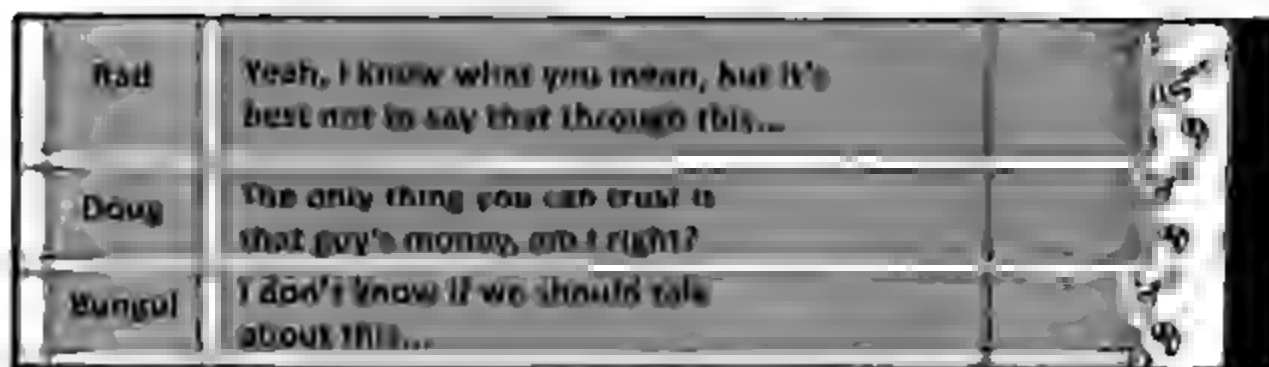 Rad
Yeah, I know what you mean, but it's
best not to say that through this...
Doug
The only thing you can trust is
that guy's money, am I right?
I don't know if we should talk
about this...